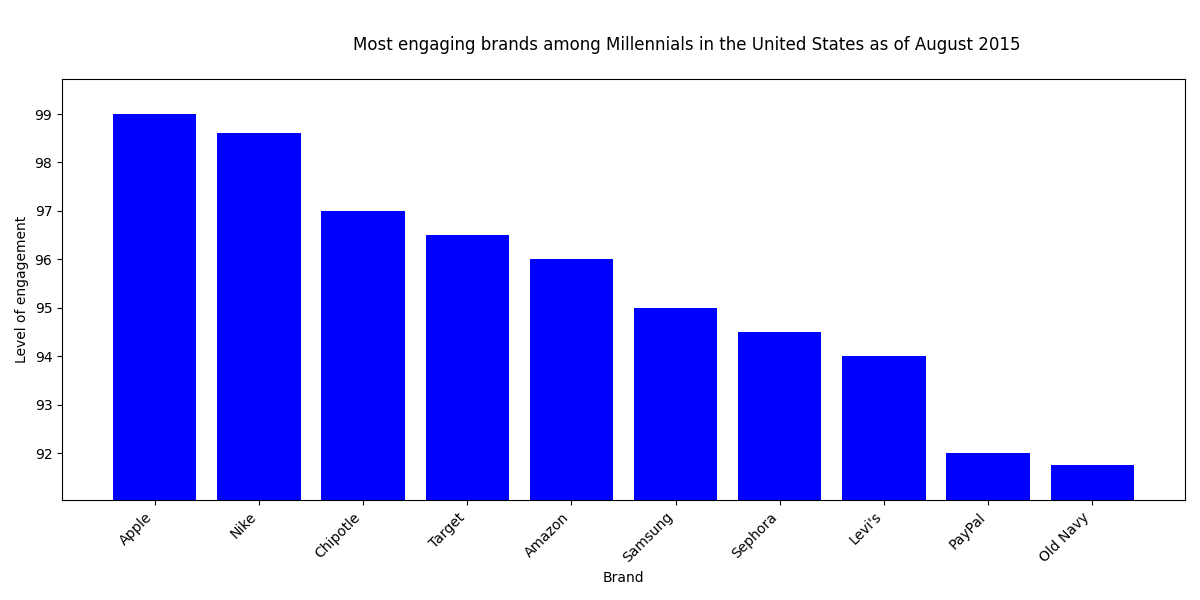 Most engaging brands among Millennials in the United States as of August 2015
Level of engagement
99
98
97
96
95
94
93
92
Apple
Nike
Chipotle
Target
Amazon
Samsung
Sephora
Levi's
PayPal
Old Navy
Brand